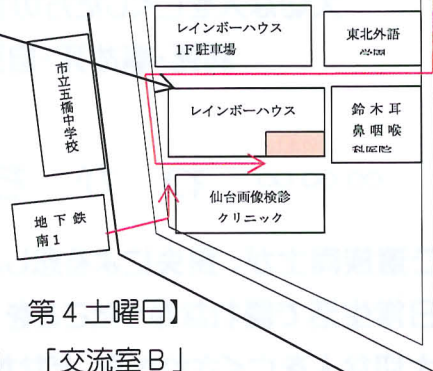 レインボーハウス
1F駐車場
東北外語
学園
市立五橋中学校
レインボーハウス
鈴木耳
鼻咽喉
科医院
仙台画像検診
クリニック
地下鉄
南1
第4土曜日】
「交流室B」